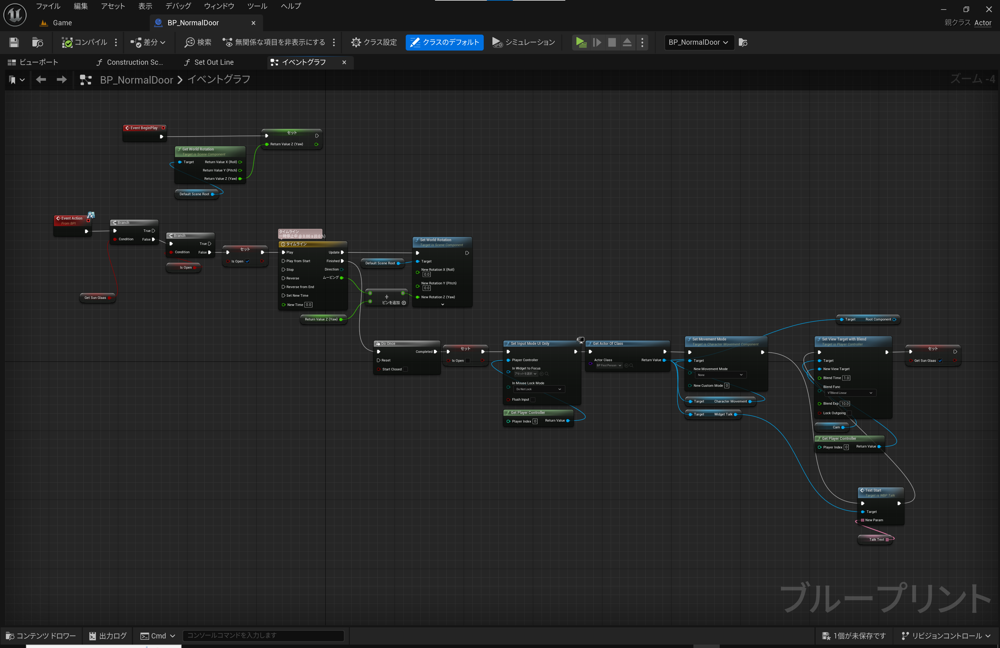 ファイル 編集 アセット 表示 デバッグ ウィンドウ ツール ヘルプ
Game
BP_NormalDoor
親クラス Actor
コンパイル
差分
検索
無関係な項目を非表示にする
クラス設定
クラスのデフォルト
シミュレーション
BP_NormalDoor
ビューポート
Construction Sc...
Set Out Line
イベントグラフ
BP_NormalDoor
イベントグラフ
ズーム -4
Event BeginPlay
セット
Return Value Z (Yaw)
Get World Rotation
Target is Scene Component
Target Return Value X (Roll)
Return Value Y (Pitch)
Return Value Z (Yaw)
Default Scene Root
Event Action
From BPI
Branch
True
Condition False
Branch
True
Condition False
Is Open
Get Sun Glaas
セット
Is Open
タイムライン
一時停止中 @ 0.00 s (0.0 %)
タイムライン
Play Update
Play from Start Finished
Stop Direction
Reverse ムービング
Reverse from End
Set New Time
New Time 0.0
Return Value Z (Yaw)
Default Scene Root
ピンを追加
Set World Rotation
Target is Scene Component
Target
New Rotation X (Roll)
0.0
New Rotation Y (Pitch)
0.0
New Rotation Z (Yaw)
Do Once
Completed
Reset
Start Closed
セット
Is Open
Set Input Mode UI Only
Player Controller
In Widget to Focus
アセットを選択
In Mouse Lock Mode
Do Not Lock
Flush Input
Get Player Controller
Player Index 0 Return Value
Get Actor Of Class
Actor Class Return Value
BP First Person
Set Movement Mode
Target is Character Movement Component
Target
New Movement Mode
None
New Custom Mode 0
Target Character Movement
Target Widget Talk
Target Root Component
Set View Target with Blend
Target is Player Controller
Target
New View Target
Blend Time 1.0
Blend Func
VTBlend Linear
Blend Exp 10.0
Lock Outgoing
Cam
Get Player Controller
Player Index 0 Return Value
セット
Get Sun Glaas
Text Start
Target is WBP Talk
Target
New Param
Talk Text
ブループリント
コンテンツ ドロワー
出力ログ
Cmd
コンソールコマンドを入力します
1個が未保存です
リビジョンコントロール